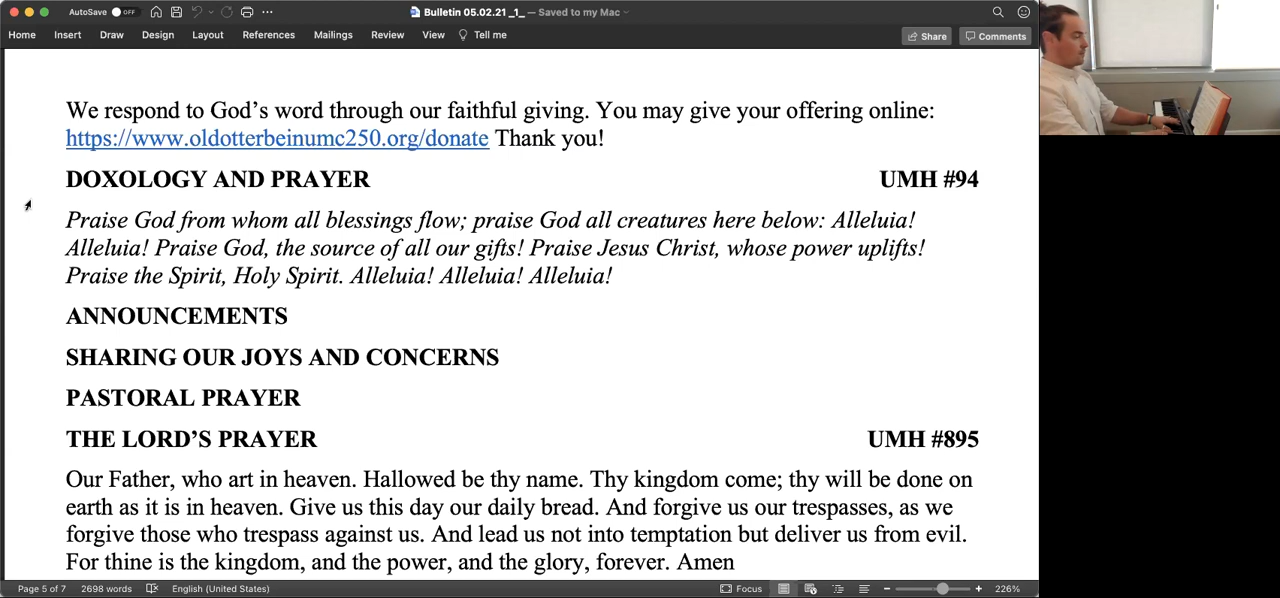 AutoSave OFF Bulletin 05.02.21 _1_ — Saved to my Mac
Home Insert Draw Design Layout References Mailings Review View Tell me Share Comments
We respond to God’s word through our faithful giving. You may give your offering online:
https://www.oldotterbeinumc250.org/donate Thank you!
DOXOLOGY AND PRAYER UMH #94
Praise God from whom all blessings flow; praise God all creatures here below: Alleluia!
Alleluia! Praise God, the source of all our gifts! Praise Jesus Christ, whose power uplifts!
Praise the Spirit, Holy Spirit. Alleluia! Alleluia! Alleluia!
ANNOUNCEMENTS
SHARING OUR JOYS AND CONCERNS
PASTORAL PRAYER
THE LORD’S PRAYER UMH #895
Our Father, who art in heaven. Hallowed be thy name. Thy kingdom come; thy will be done on
earth as it is in heaven. Give us this day our daily bread. And forgive us our trespasses, as we
forgive those who trespass against us. And lead us not into temptation but deliver us from evil.
For thine is the kingdom, and the power, and the glory, forever. Amen
Page 5 of 7 2698 words English (United States) Focus 226%